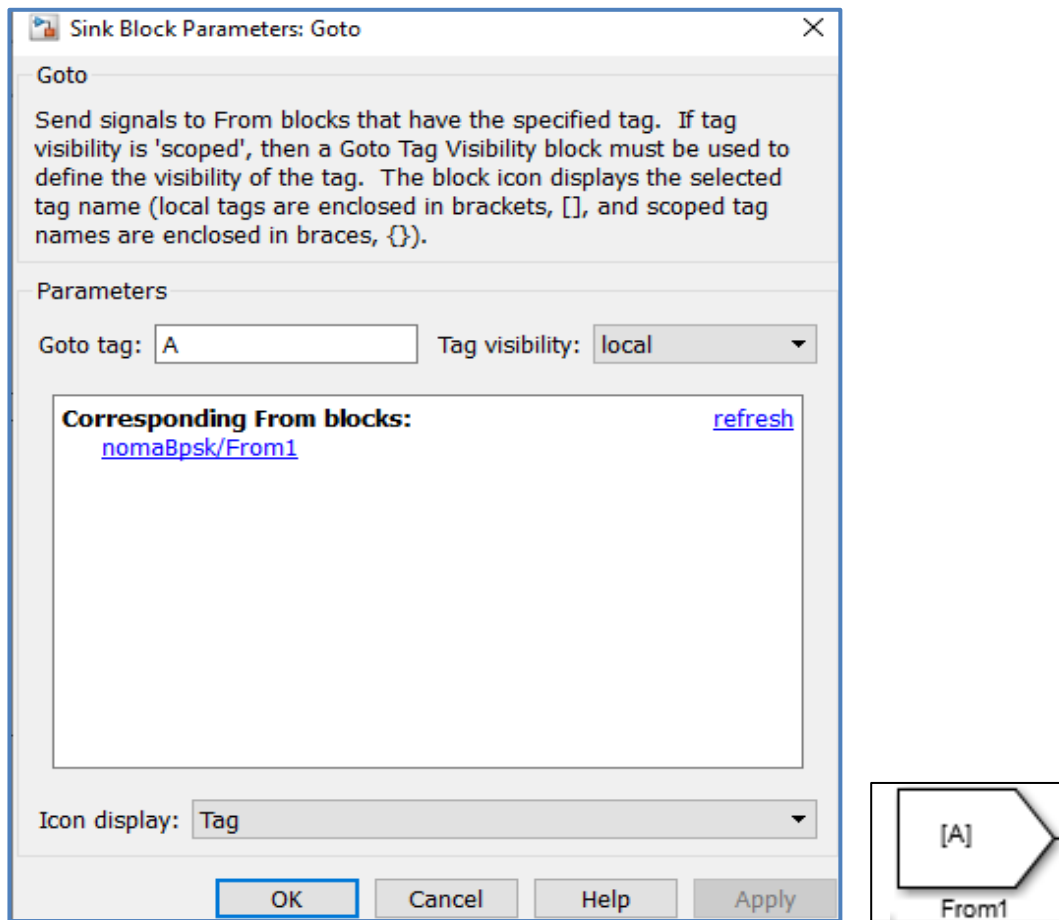 Sink Block Parameters: Goto
Goto
Send signals to From blocks that have the specified tag.  If tag
visibility is 'scoped', then a Goto Tag Visibility block must be used to
define the visibility of the tag.  The block icon displays the selected
tag name (local tags are enclosed in brackets, [], and scoped tag
names are enclosed in braces, {}).
Parameters
Goto tag: A Tag visibility: local
Corresponding From blocks: refresh
nomaBpsk/From1
Icon display: Tag
OK Cancel Help Apply
[A]
From1